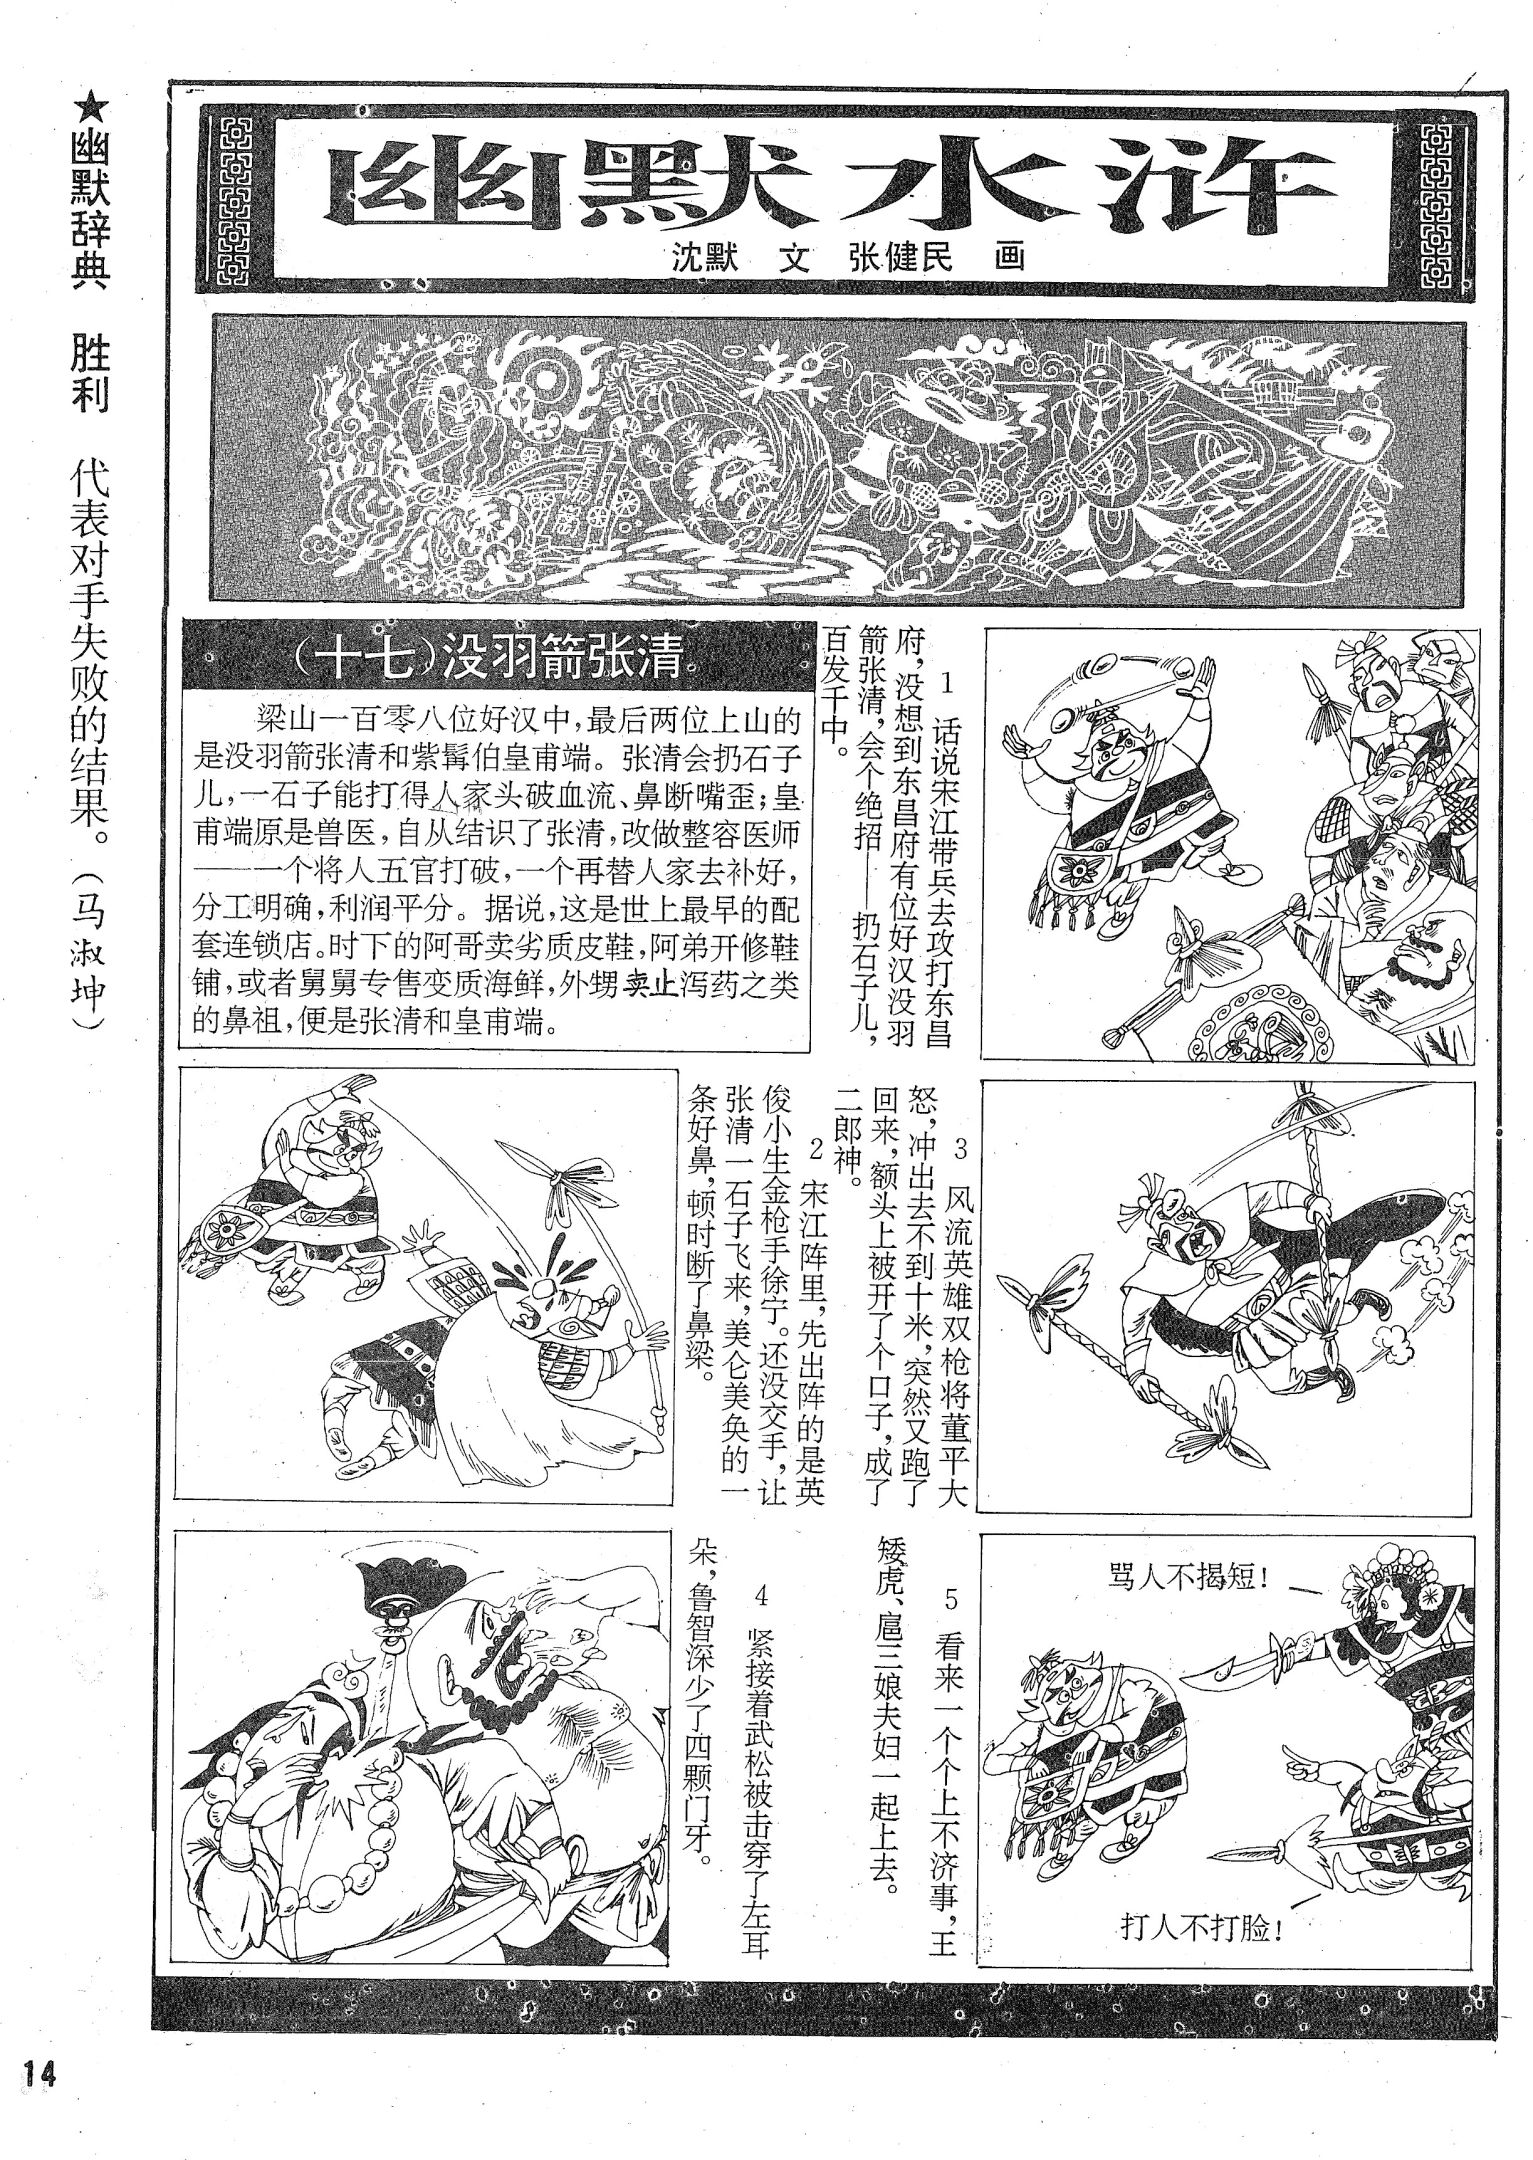 ★幽默辞典 胜利 代表对手失败的结果。(马淑坤)
幽默水浒
沈默 文 张健民 画
(十七)没羽箭张清
梁山一百零八位好汉中,最后两位上山的
是没羽箭张清和紫髯伯皇甫端。张清会扔石子
儿,一石子能打得人家头破血流、鼻断嘴歪;皇
甫端原是兽医,自从结识了张清,改做整容医师
——一个将人五官打破,一个再替人家去补好,
分工明确,利润平分。据说,这是世上最早的配
套连锁店。时下的阿哥卖劣质皮鞋,阿弟开修鞋
铺,或者舅舅专售变质海鲜,外甥卖止泻药之类
的鼻祖,便是张清和皇甫端。
1 话说宋江带兵去攻打东昌
府,没想到东昌府有位好汉没羽
箭张清,会个绝招——扔石子儿,
百发千中。
2 宋江阵里,先出阵的是英
俊小生金枪手徐宁。还没交手,让
张清一石子飞来,美仑美奂的一
条好鼻,顿时断了鼻梁。
3 风流英雄双枪将董平大
怒,冲出去不到十米,突然又跑了
回来,额头上被开了个口子,成了
二郎神。
4 紧接着武松被击穿了左耳
朵,鲁智深少了四颗门牙。
5 看来一个个上不济事,王
矮虎、扈三娘夫妇一起上去。
骂人不揭短!
打人不打脸!
14